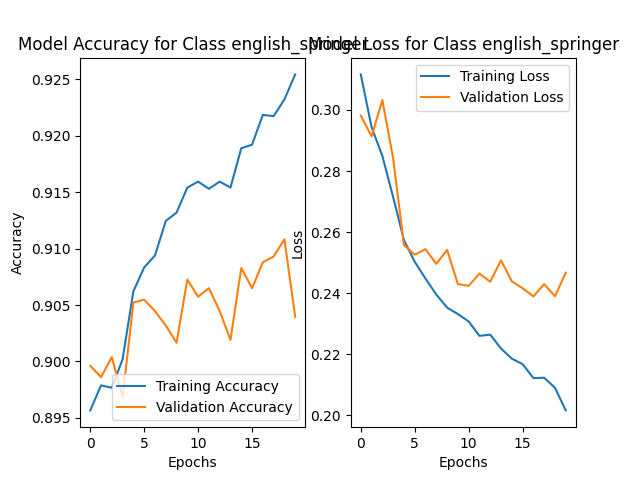 Model Accuracy for Class english_springer
Model Loss for Class english_springer
0.925
0.920
0.915
0.910
0.905
0.900
0.895
Accuracy
0
5
10
15
Epochs
Training Accuracy
Validation Accuracy
0.30
0.28
0.26
0.24
0.22
0.20
Loss
0
5
10
15
Epochs
Training Loss
Validation Loss